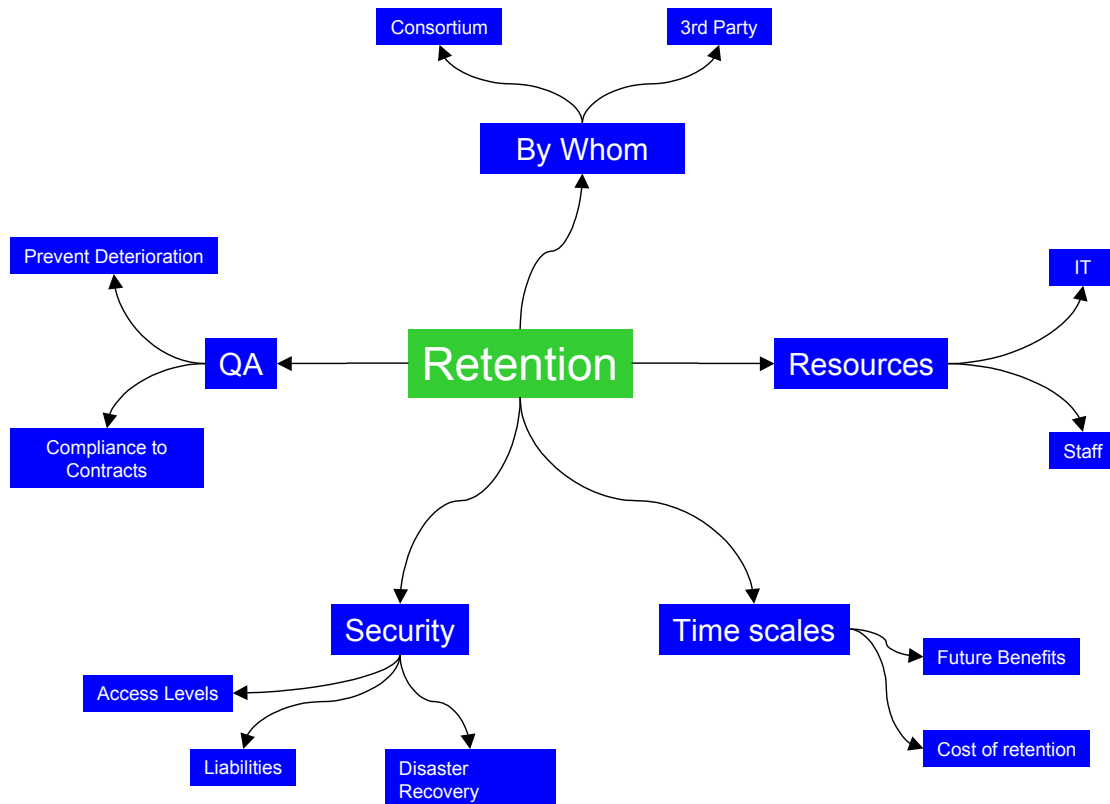 Consortium
3rd Party
By Whom
Prevent Deterioration
IT
QA
Retention
Resources
Compliance to
Contracts
Staff
Security
Time scales
Future Benefits
Access Levels
Liabilities
Disaster
Recovery
Cost of retention